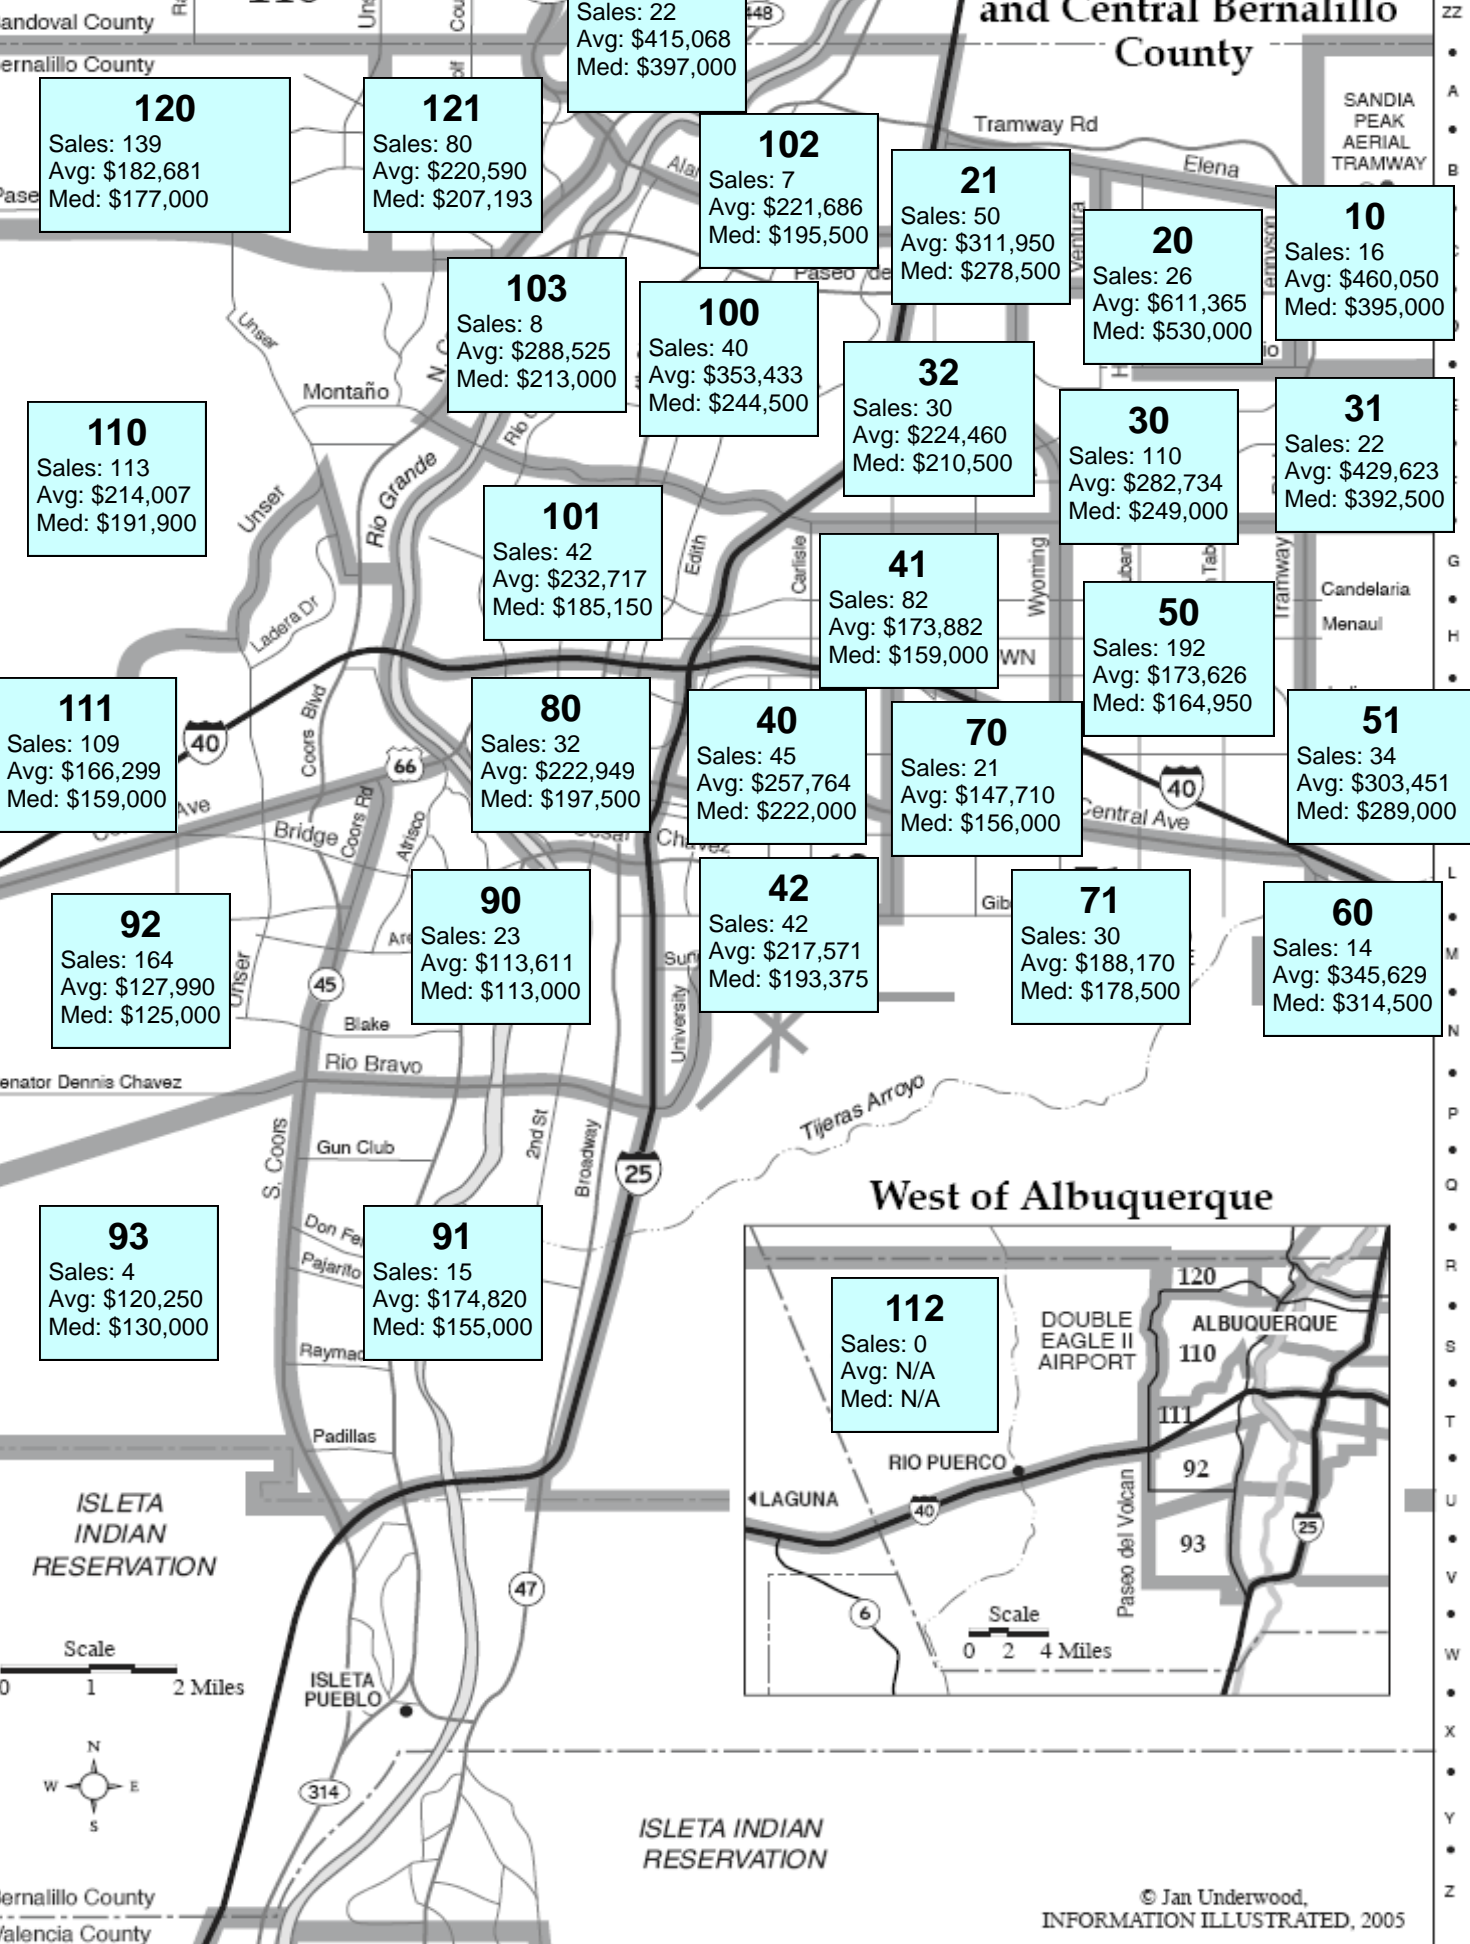 Sandoval County
Bernalillo County
Sales: 22
Avg: $415,068
Med: $397,000
448
and Central Bernalillo
County
120
Sales: 139
Avg: $182,681
Med: $177,000
121
Sales: 80
Avg: $220,590
Med: $207,193
102
Sales: 7
Avg: $221,686
Med: $195,500
Tramway Rd
Elena
SANDIA
PEAK
AERIAL
TRAMWAY
21
Sales: 50
Avg: $311,950
Med: $278,500
20
Sales: 26
Avg: $611,365
Med: $530,000
10
Sales: 16
Avg: $460,050
Med: $395,000
103
Sales: 8
Avg: $288,525
Med: $213,000
100
Sales: 40
Avg: $353,433
Med: $244,500
Paseo de
32
Sales: 30
Avg: $224,460
Med: $210,500
30
Sales: 110
Avg: $282,734
Med: $249,000
31
Sales: 22
Avg: $429,623
Med: $392,500
Unser
Montaño
110
Sales: 113
Avg: $214,007
Med: $191,900
Unser
Rio Grande
101
Sales: 42
Avg: $232,717
Med: $185,150
Edith
Carlisle
41
Sales: 82
Avg: $173,882
Med: $159,000
Wyoming
Tramway
Candelaria
Menaul
50
Sales: 192
Avg: $173,626
Med: $164,950
Ladera Dr
111
Sales: 109
Avg: $166,299
Med: $159,000
40
Coors Blvd
66
80
Sales: 32
Avg: $222,949
Med: $197,500
40
Sales: 45
Avg: $257,764
Med: $222,000
70
Sales: 21
Avg: $147,710
Med: $156,000
40
Central Ave
51
Sales: 34
Avg: $303,451
Med: $289,000
Ave
Bridge
Coors Rd
Atrisco
Chavez
92
Sales: 164
Avg: $127,990
Med: $125,000
Unser
45
90
Sales: 23
Avg: $113,611
Med: $113,000
42
Sales: 42
Avg: $217,571
Med: $193,375
University
71
Sales: 30
Avg: $188,170
Med: $178,500
60
Sales: 14
Avg: $345,629
Med: $314,500
Blake
Rio Bravo
Senator Dennis Chavez
Tijeras Arroyo
S. Coors
Gun Club
2nd St
Broadway
25
93
Sales: 4
Avg: $120,250
Med: $130,000
Pajarito
91
Sales: 15
Avg: $174,820
Med: $155,000
Padillas
West of Albuquerque
112
Sales: 0
Avg: N/A
Med: N/A
DOUBLE
EAGLE II
AIRPORT
120
ALBUQUERQUE
110
111
RIO PUERCO
92
LAGUNA
40
Paseo del Volcan
93
25
6
Scale
0 2 4 Miles
ISLETA
INDIAN
RESERVATION
47
Scale
0 1 2 Miles
ISLETA
PUEBLO
N
W E
S
314
ISLETA INDIAN
RESERVATION
Bernalillo County
Valencia County
© Jan Underwood,
INFORMATION ILLUSTRATED, 2005
ZZ
A
B
G
H
L
M
N
P
Q
R
S
T
U
V
W
X
Y
Z